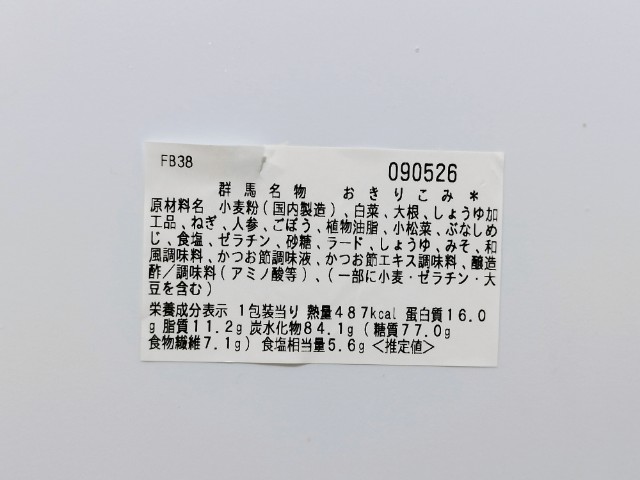 FB38
090526
群馬名物　おきりこみ＊
原材料名　小麦粉(国内製造)、白菜、大根、しょうゆ加
工品、ねぎ、人参、ごぼう、植物油脂、小松菜、ぶなしめ
じ、食塩、ゼラチン、砂糖、ラード、しょうゆ、みそ、和
風調味料、かつお節調味液、かつお節エキス調味料、醸造
酢／調味料(アミノ酸等)、(一部に小麦・ゼラチン・大
豆を含む)
栄養成分表示 1包装当り 熱量487kcal 蛋白質16.0
g 脂質11.2g 炭水化物84.1g(糖質77.0g
食物繊維7.1g) 食塩相当量5.6g＜推定値＞